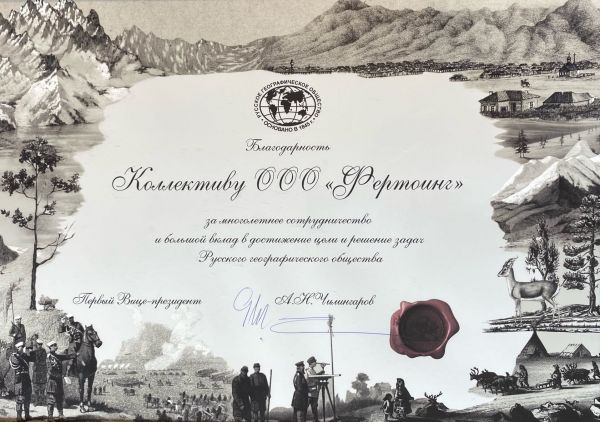 РУССКОЕ ГЕОГРАФИЧЕСКОЕ ОБЩЕСТВО
ОСНОВАНО В 1845 г.
Благодарность
Коллективу ООО «Фертоинг»
за многолетнее сотрудничество
и большой вклад в достижение цели и решение задач
Русского географического общества
Первый Вице-президент А.Н.Чилингаров